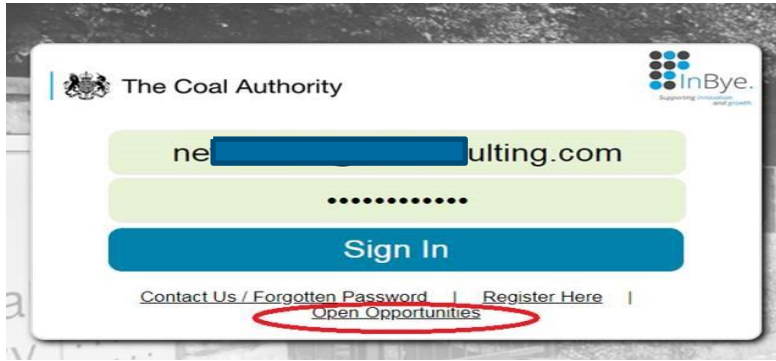 The Coal Authority
InBye.
Supporting innovation
and growth.
ne ulting.com
••••••••••••
Sign In
Contact Us / Forgotten Password | Register Here |
Open Opportunities